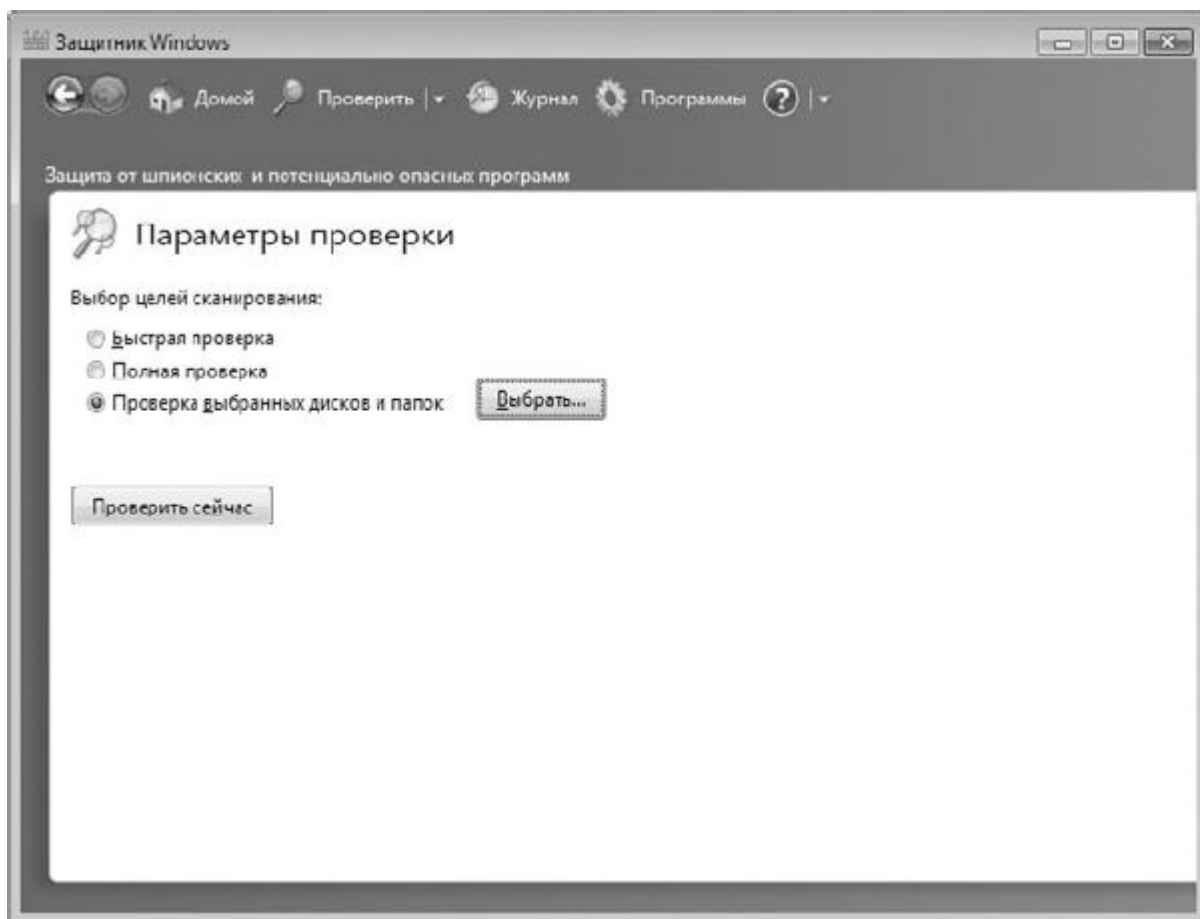 Защитник Windows
Домой Проверить Журнал Программы ?
Защита от шпионских и потенциально опасных программ
Параметры проверки
Выбор целей сканирования:
Быстрая проверка
Полная проверка
Проверка выбранных дисков и папок Выбрать...
Проверить сейчас